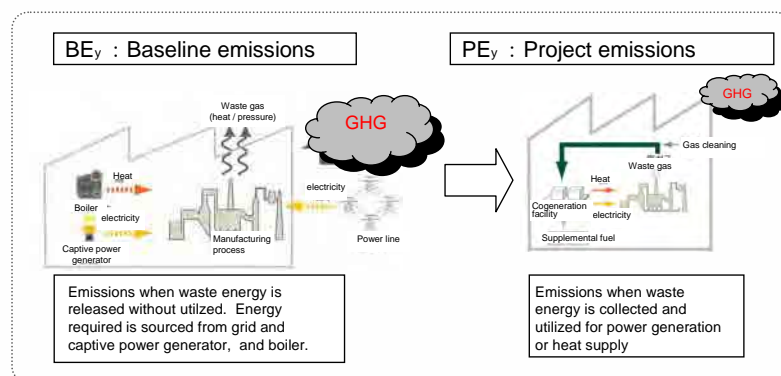 BEy : Baseline emissions
PEy : Project emissions
Waste gas
(heat / pressure)
GHG
GHG
Gas cleaning
Waste gas
Heat
Heat
electricity
Boiler
electricity
Cogeneration
facility
electricity
Manufacturing
process
Power line
Captive power
generator
Supplemental fuel
Emissions when waste energy is
released without utilzed. Energy
required is sourced from grid and
captive power generator, and boiler.
Emissions when waste
energy is collected and
utilized for power generation
or heat supply